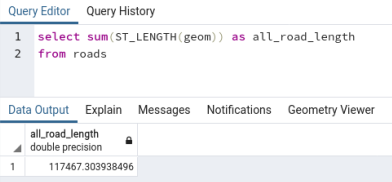 Query Editor Query History
1 select sum(ST_LENGTH(geom)) as all_road_length
2 from roads
Data Output Explain Messages Notifications Geometry Viewer
all_road_length
double precision
1 117467.303938496